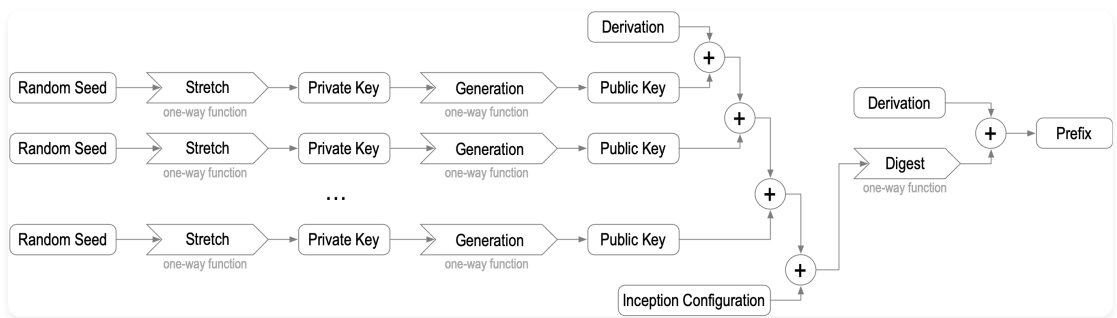 Derivation
+
Random Seed
Stretch
one-way function
Private Key
Generation
one-way function
Public Key
+
Random Seed
Stretch
one-way function
Private Key
Generation
one-way function
Public Key
+
...
Random Seed
Stretch
one-way function
Private Key
Generation
one-way function
Public Key
+
Inception Configuration
Derivation
+
Prefix
Digest
one-way function